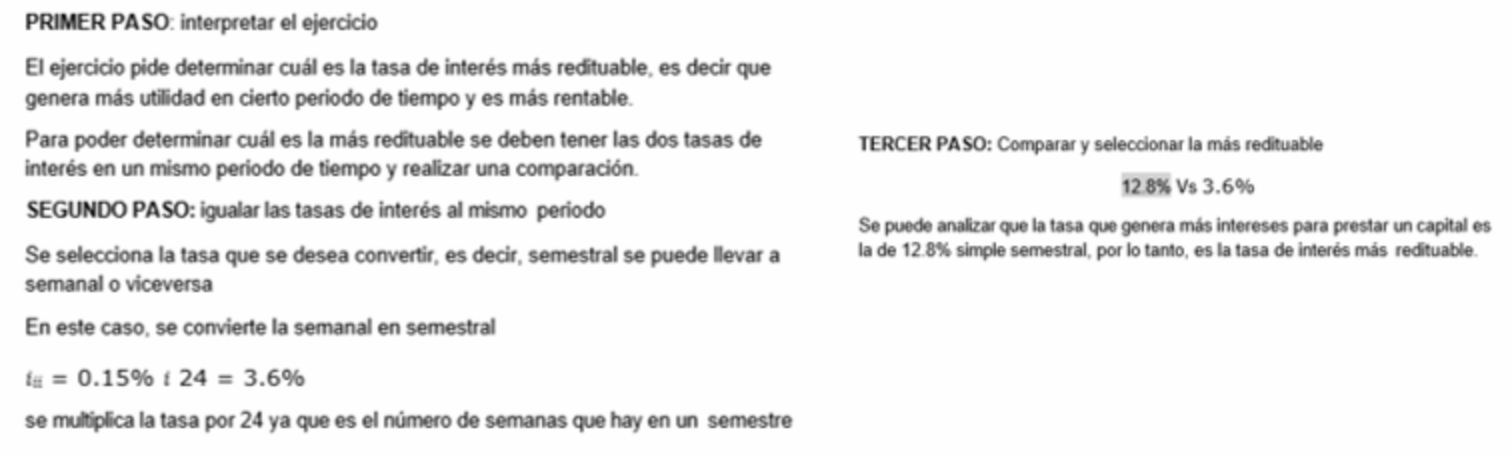 PRIMER PASO: interpretar el ejercicio
El ejercicio pide determinar cuál es la tasa de interés más redituable, es decir que
genera más utilidad en cierto periodo de tiempo y es más rentable.
Para poder determinar cuál es la más redituable se deben tener las dos tasas de
interés en un mismo periodo de tiempo y realizar una comparación.
SEGUNDO PASO: igualar las tasas de interés al mismo periodo
Se selecciona la tasa que se desea convertir, es decir, semestral se puede llevar a
semanal o viceversa
En este caso, se convierte la semanal en semestral
= 0.15% 24 = 3.6%
se multiplica la tasa por 24 ya que es el número de semanas que hay en un semestre
TERCER PASO: Comparar y seleccionar la más redituable
12.8% Vs 3.6%
Se puede analizar que la tasa que genera más intereses para prestar un capital es
la de 12.8% simple semestral, por lo tanto, es la tasa de interés más redituable.